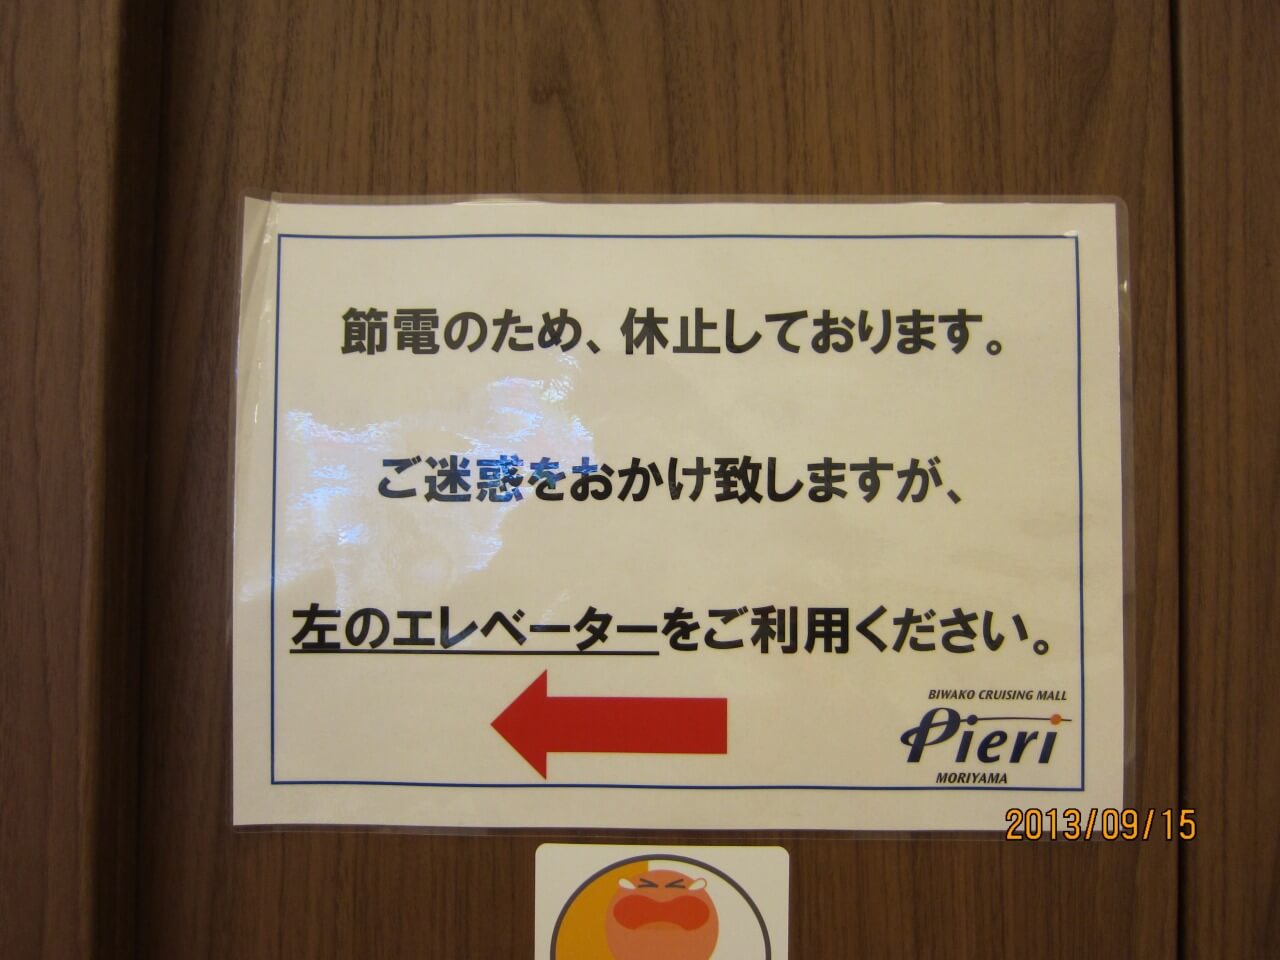 節電のため、休止しております。
ご迷惑をおかけ致しますが、
左のエレベーターをご利用ください。
BIWAKO CRUISING MALL
Pieri
MORIYAMA
2013/09/15